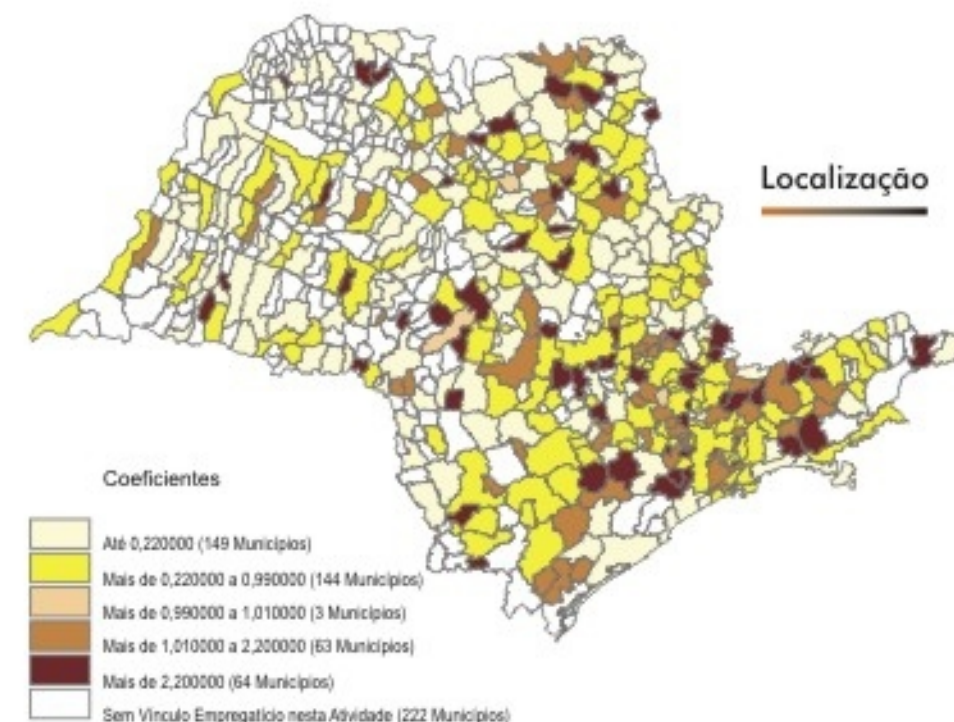 Localização
Coeficientes
Até 0,220000 (149 Municípios)
Mais de 0,220000 a 0,990000 (144 Municípios)
Mais de 0,990000 a 1,010000 (3 Municípios)
Mais de 1,010000 a 2,200000 (63 Municípios)
Mais de 2,200000 (64 Municípios)
Sem Vínculo Empregatício nesta Atividade (222 Municípios)